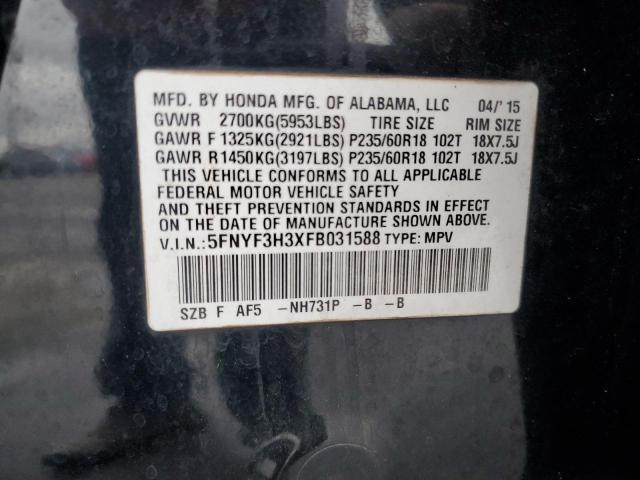 MFD. BY HONDA MFG. OF ALABAMA, LLC 04/'15
GVWR 2700KG(5953LBS) TIRE SIZE RIM SIZE
GAWR F 1325KG(2921LBS) P235/60R18 102T 18X7.5J
GAWR R1450KG(3197LBS) P235/60R18 102T 18X7.5J
THIS VEHICLE CONFORMS TO ALL APPLICABLE
FEDERAL MOTOR VEHICLE SAFETY
AND THEFT PREVENTION STANDARDS IN EFFECT
ON THE DATE OF MANUFACTURE SHOWN ABOVE.
V.I.N.:5FNYF3H3XFB031588 TYPE: MPV
SZB F AF5 -NH731P -B -B